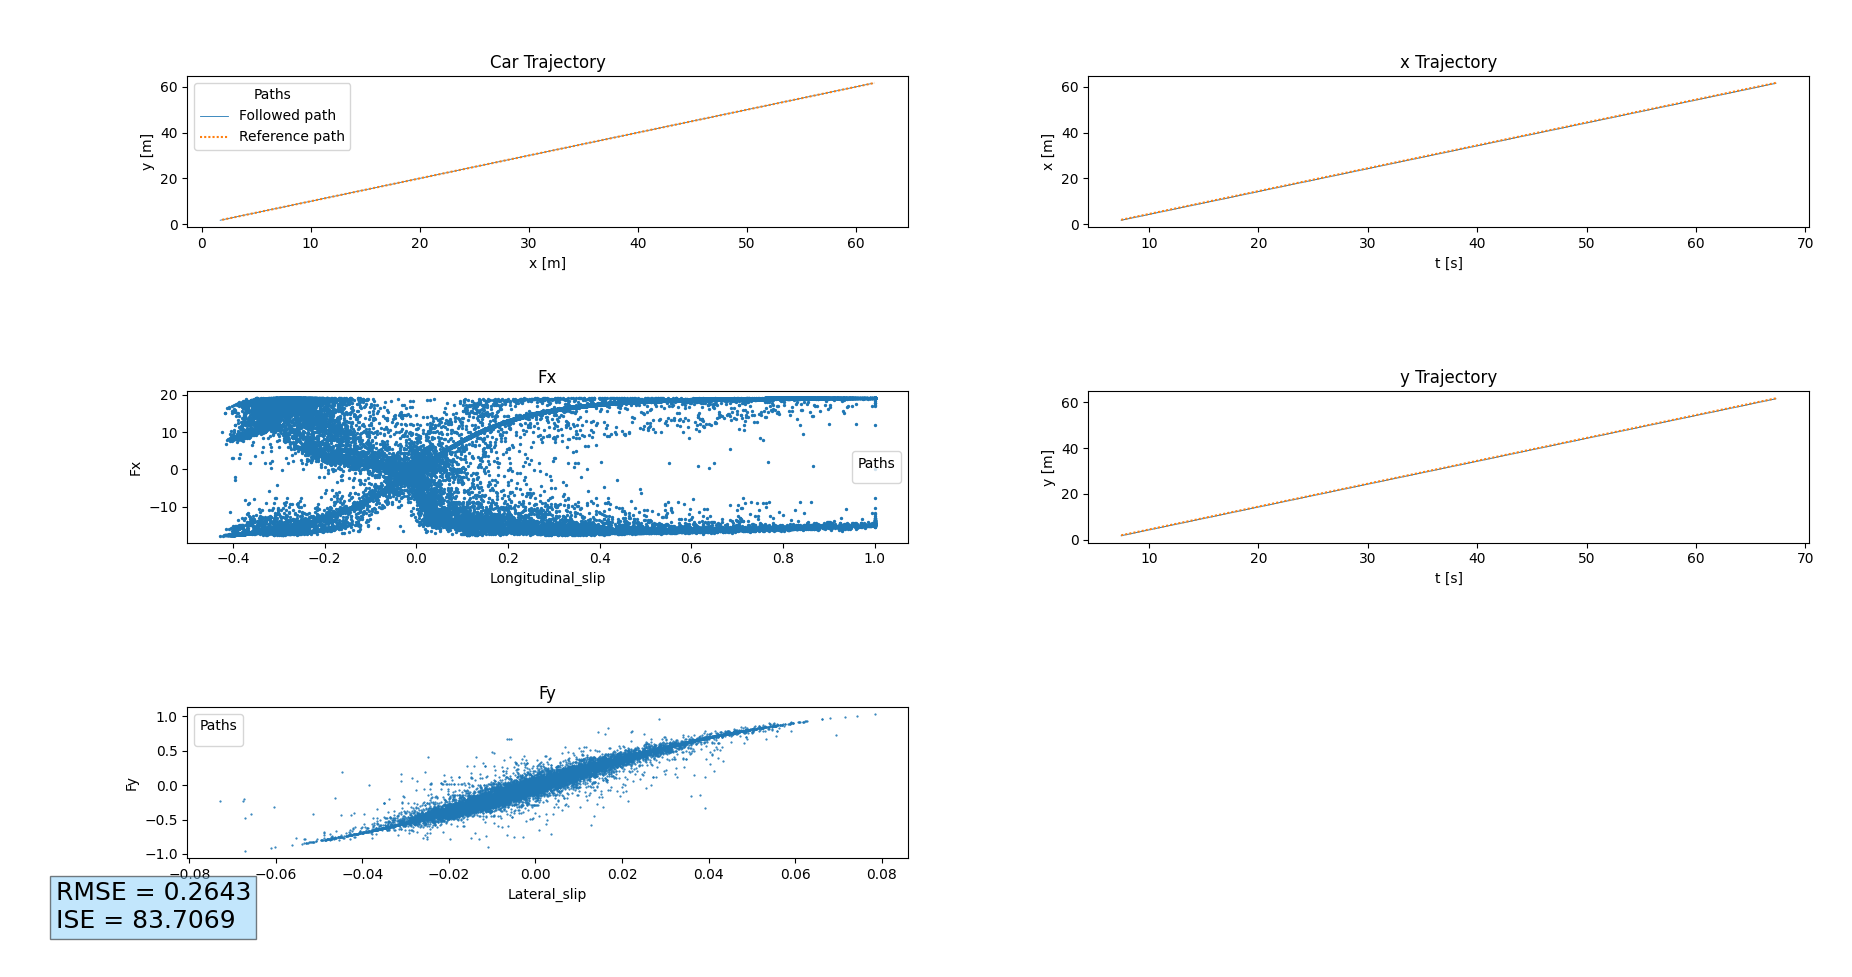 Car Trajectory
60
40
20
0
y [m]
Paths
Followed path
Reference path
0 10 20 30 40 50 60
x [m]
x Trajectory
60
40
20
0
x [m]
10 20 30 40 50 60 70
t [s]
Fx
20
10
0
−10
Fx
Paths
−0.4 −0.2 0.0 0.2 0.4 0.6 0.8 1.0
Longitudinal_slip
y Trajectory
60
40
20
0
y [m]
10 20 30 40 50 60 70
t [s]
Fy
1.0
0.5
0.0
−0.5
−1.0
Fy
Paths
−0.08 −0.06 −0.04 −0.02 0.00 0.02 0.04 0.06 0.08
Lateral_slip
RMSE = 0.2643
ISE = 83.7069